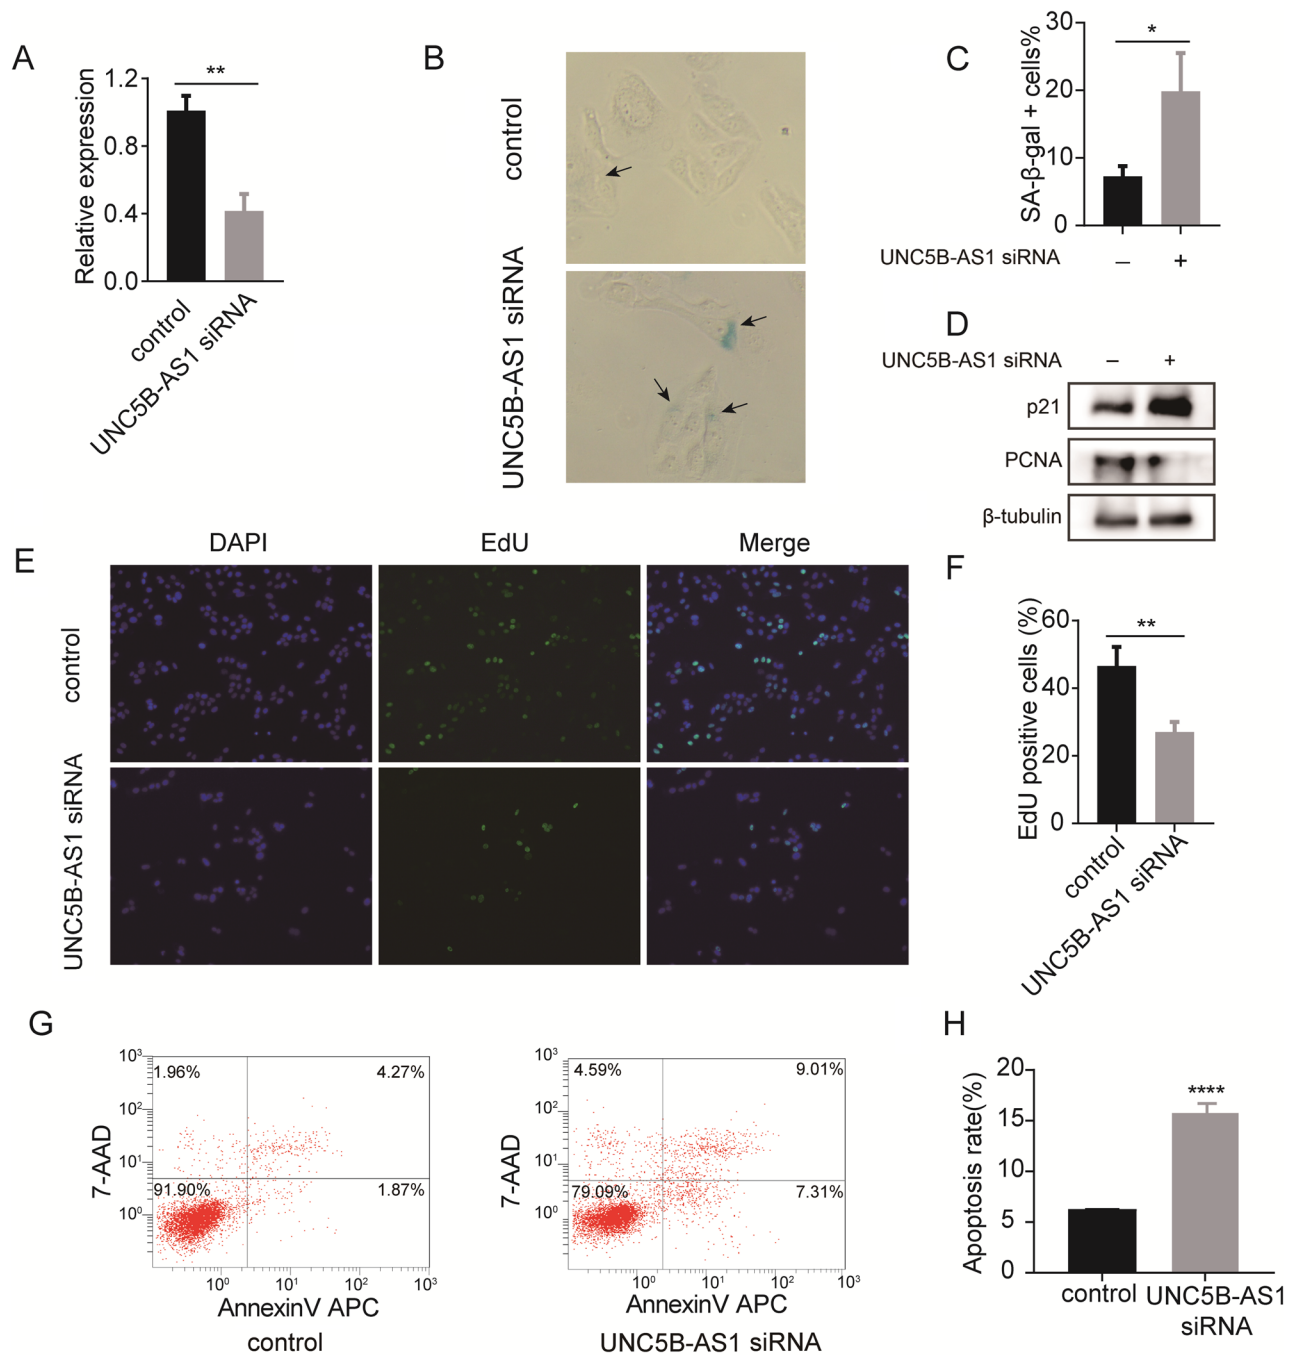 A
Relative expression
1.2
0.8
0.4
0.0
**
control
UNC5B-AS1 siRNA
B
control
UNC5B-AS1 siRNA
C
SA-β-gal + cells%
30
20
10
0
*
UNC5B-AS1 siRNA – +
D
UNC5B-AS1 siRNA – +
p21
PCNA
β-tubulin
E
DAPI EdU Merge
control
UNC5B-AS1 siRNA
F
EdU positive cells (%)
60
40
20
0
**
control
UNC5B-AS1 siRNA
G
7-AAD
10³
10²
10¹
10⁰
1.96% 4.27%
91.90% 1.87%
10⁰ 10¹ 10² 10³
AnnexinV APC
control
7-AAD
10³
10²
10¹
10⁰
4.59% 9.01%
79.09% 7.31%
10⁰ 10¹ 10² 10³
AnnexinV APC
UNC5B-AS1 siRNA
H
Apoptosis rate(%)
20
15
10
5
0
****
control UNC5B-AS1
siRNA